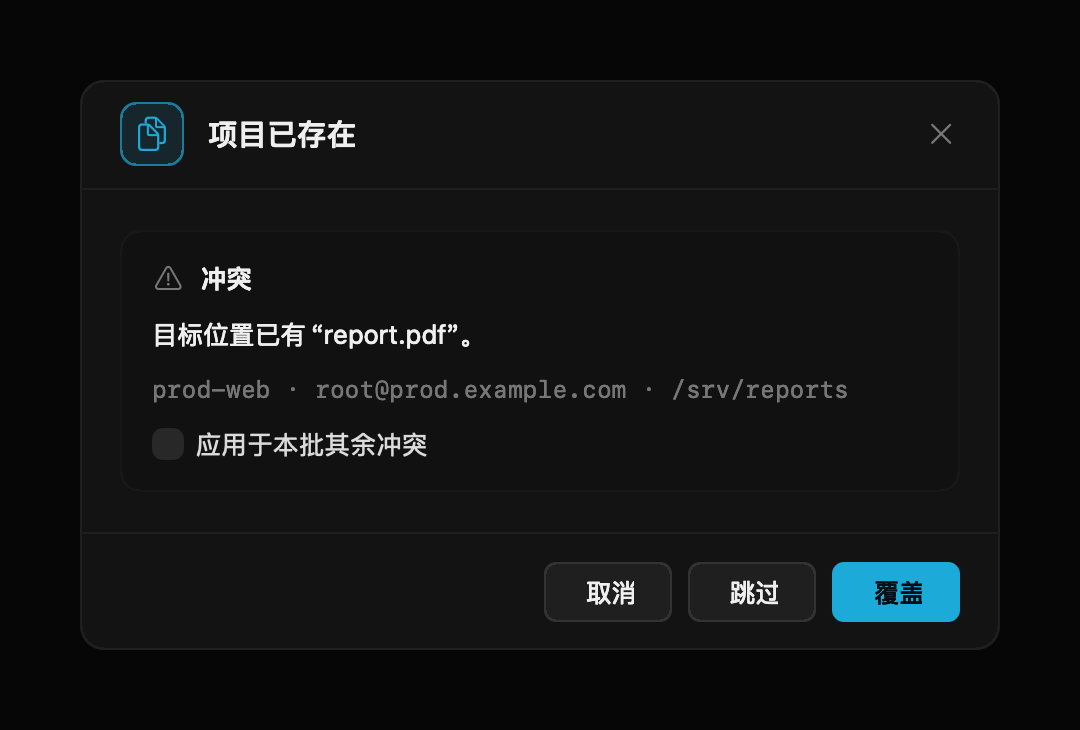 项目已存在
冲突
目标位置已有 “report.pdf”。
prod-web · root@prod.example.com · /srv/reports
应用于本批其余冲突
取消 跳过 覆盖